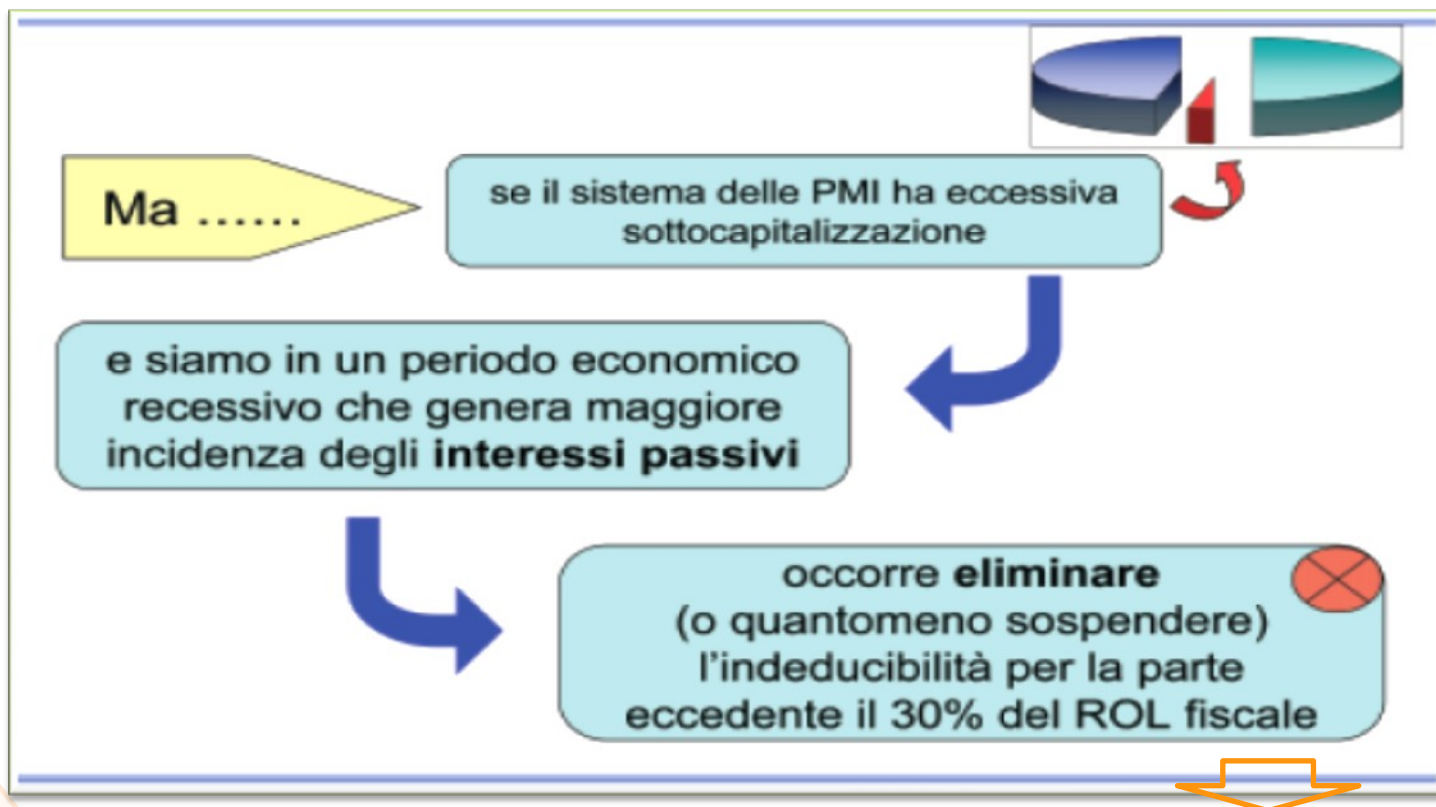 Ma ......
se il sistema delle PMI ha eccessiva
sottocapitalizzazione
e siamo in un periodo economico
recessivo che genera maggiore
incidenza degli interessi passivi
occorre eliminare
(o quantomeno sospendere)
l'indeducibilità per la parte
eccedente il 30% del ROL fiscale